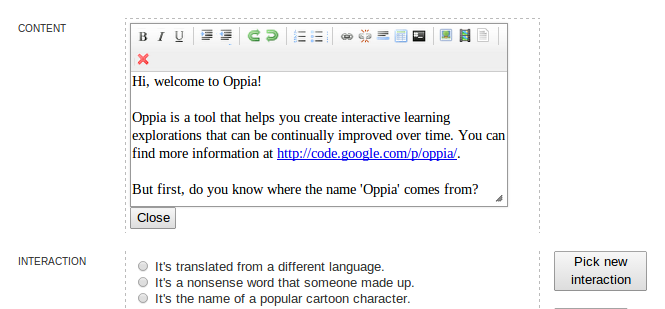 CONTENT
B I U
Hi, welcome to Oppia!
Oppia is a tool that helps you create interactive learning
explorations that can be continually improved over time. You can
find more information at http://code.google.com/p/oppia/.
But first, do you know where the name 'Oppia' comes from?
Close
INTERACTION
It's translated from a different language.
It's a nonsense word that someone made up.
It's the name of a popular cartoon character.
Pick new
interaction